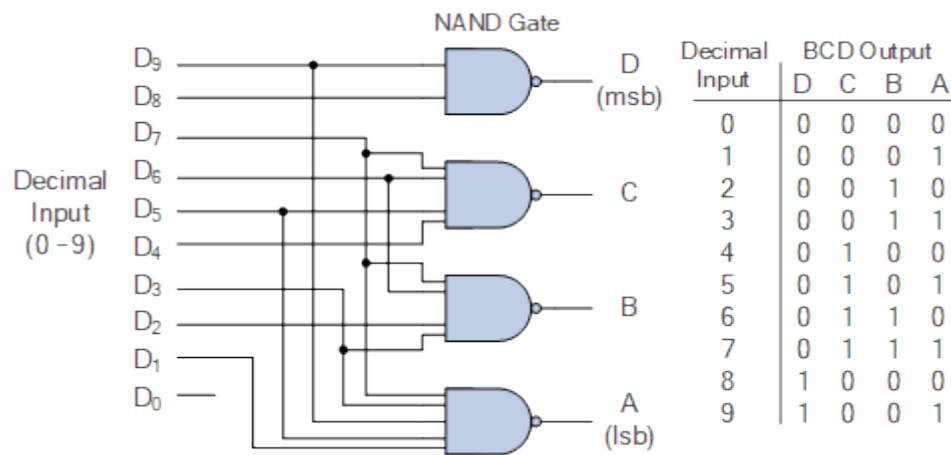 NAND Gate
D₉
D₈
D₇
D₆
D₅
D₄
D₃
D₂
D₁
D₀
Decimal
Input
(0 – 9)
D
(msb)
C
B
A
(lsb)
Decimal BCD Output
Input D C B A
0 0 0 0 0
1 0 0 0 1
2 0 0 1 0
3 0 0 1 1
4 0 1 0 0
5 0 1 0 1
6 0 1 1 0
7 0 1 1 1
8 1 0 0 0
9 1 0 0 1